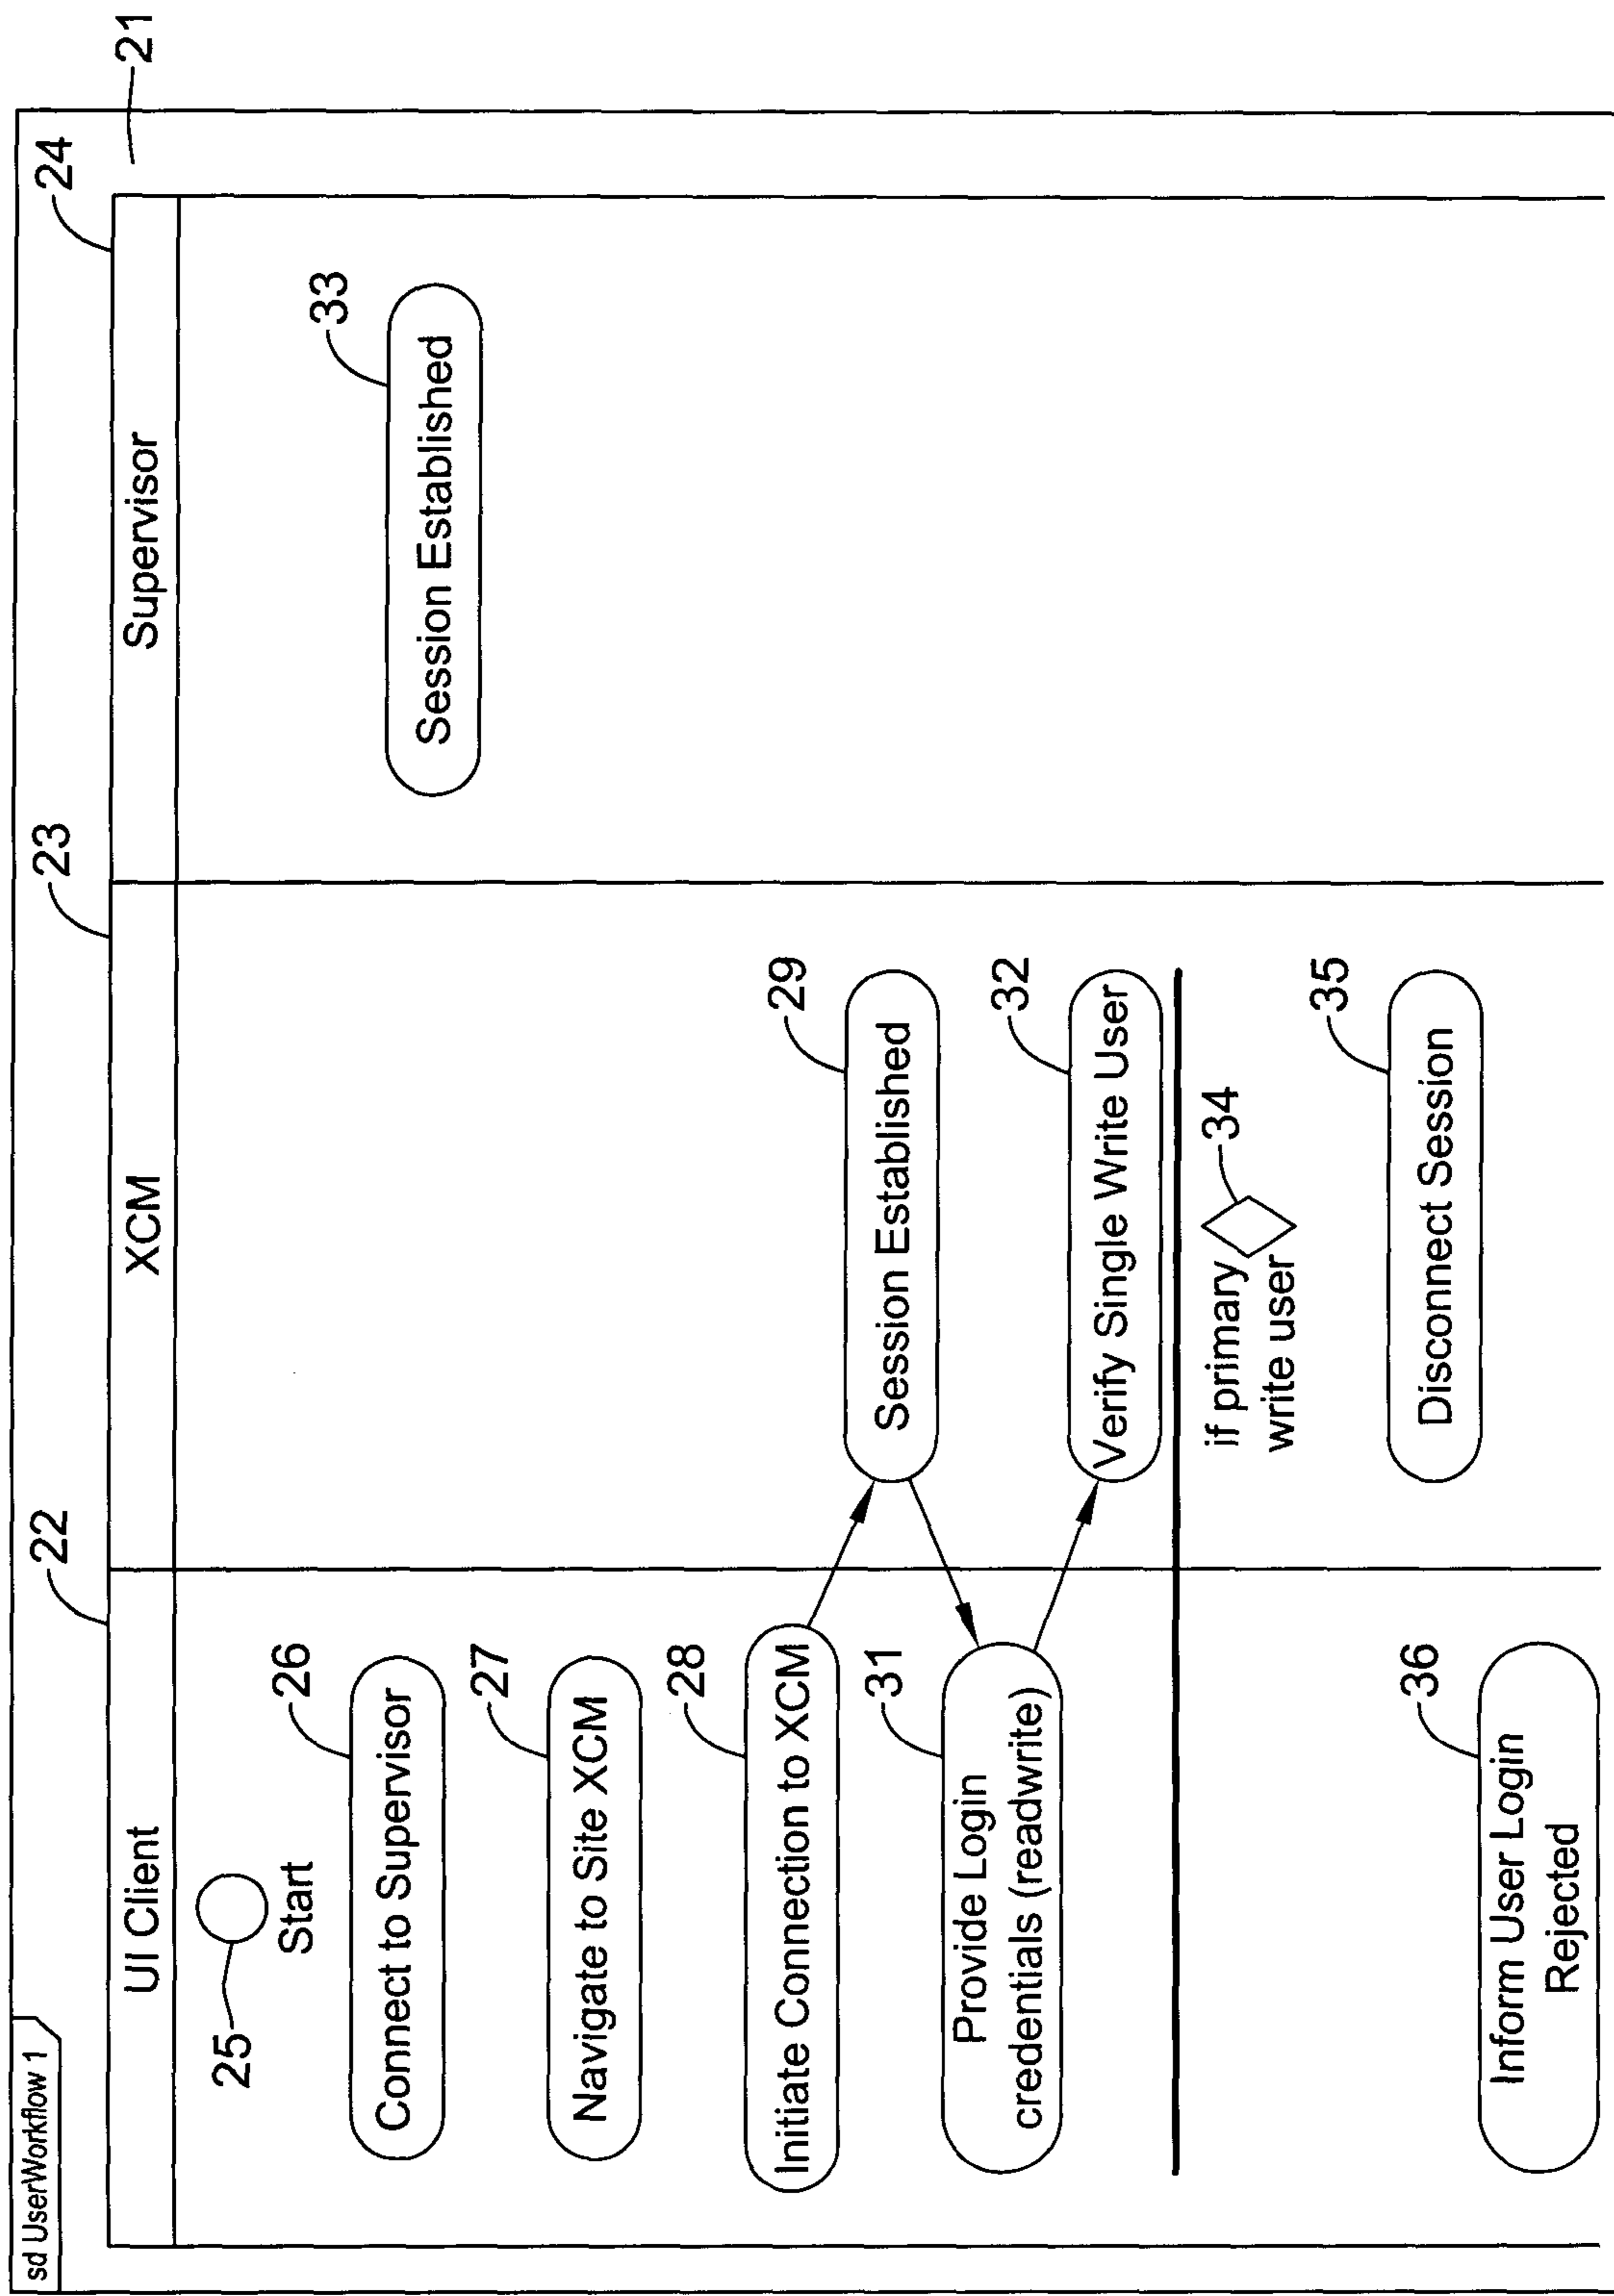 sd UserWorkflow 1
21
22
23
24
UI Client
XCM
Supervisor
25
Start
26
Connect to Supervisor
33
Session Established
27
Navigate to Site XCM
28
Initiate Connection to XCM
29
Session Established
31
Provide Login
credentials (readwrite)
32
Verify Single Write User
if primary
write user
34
35
Disconnect Session
36
Inform User Login
Rejected